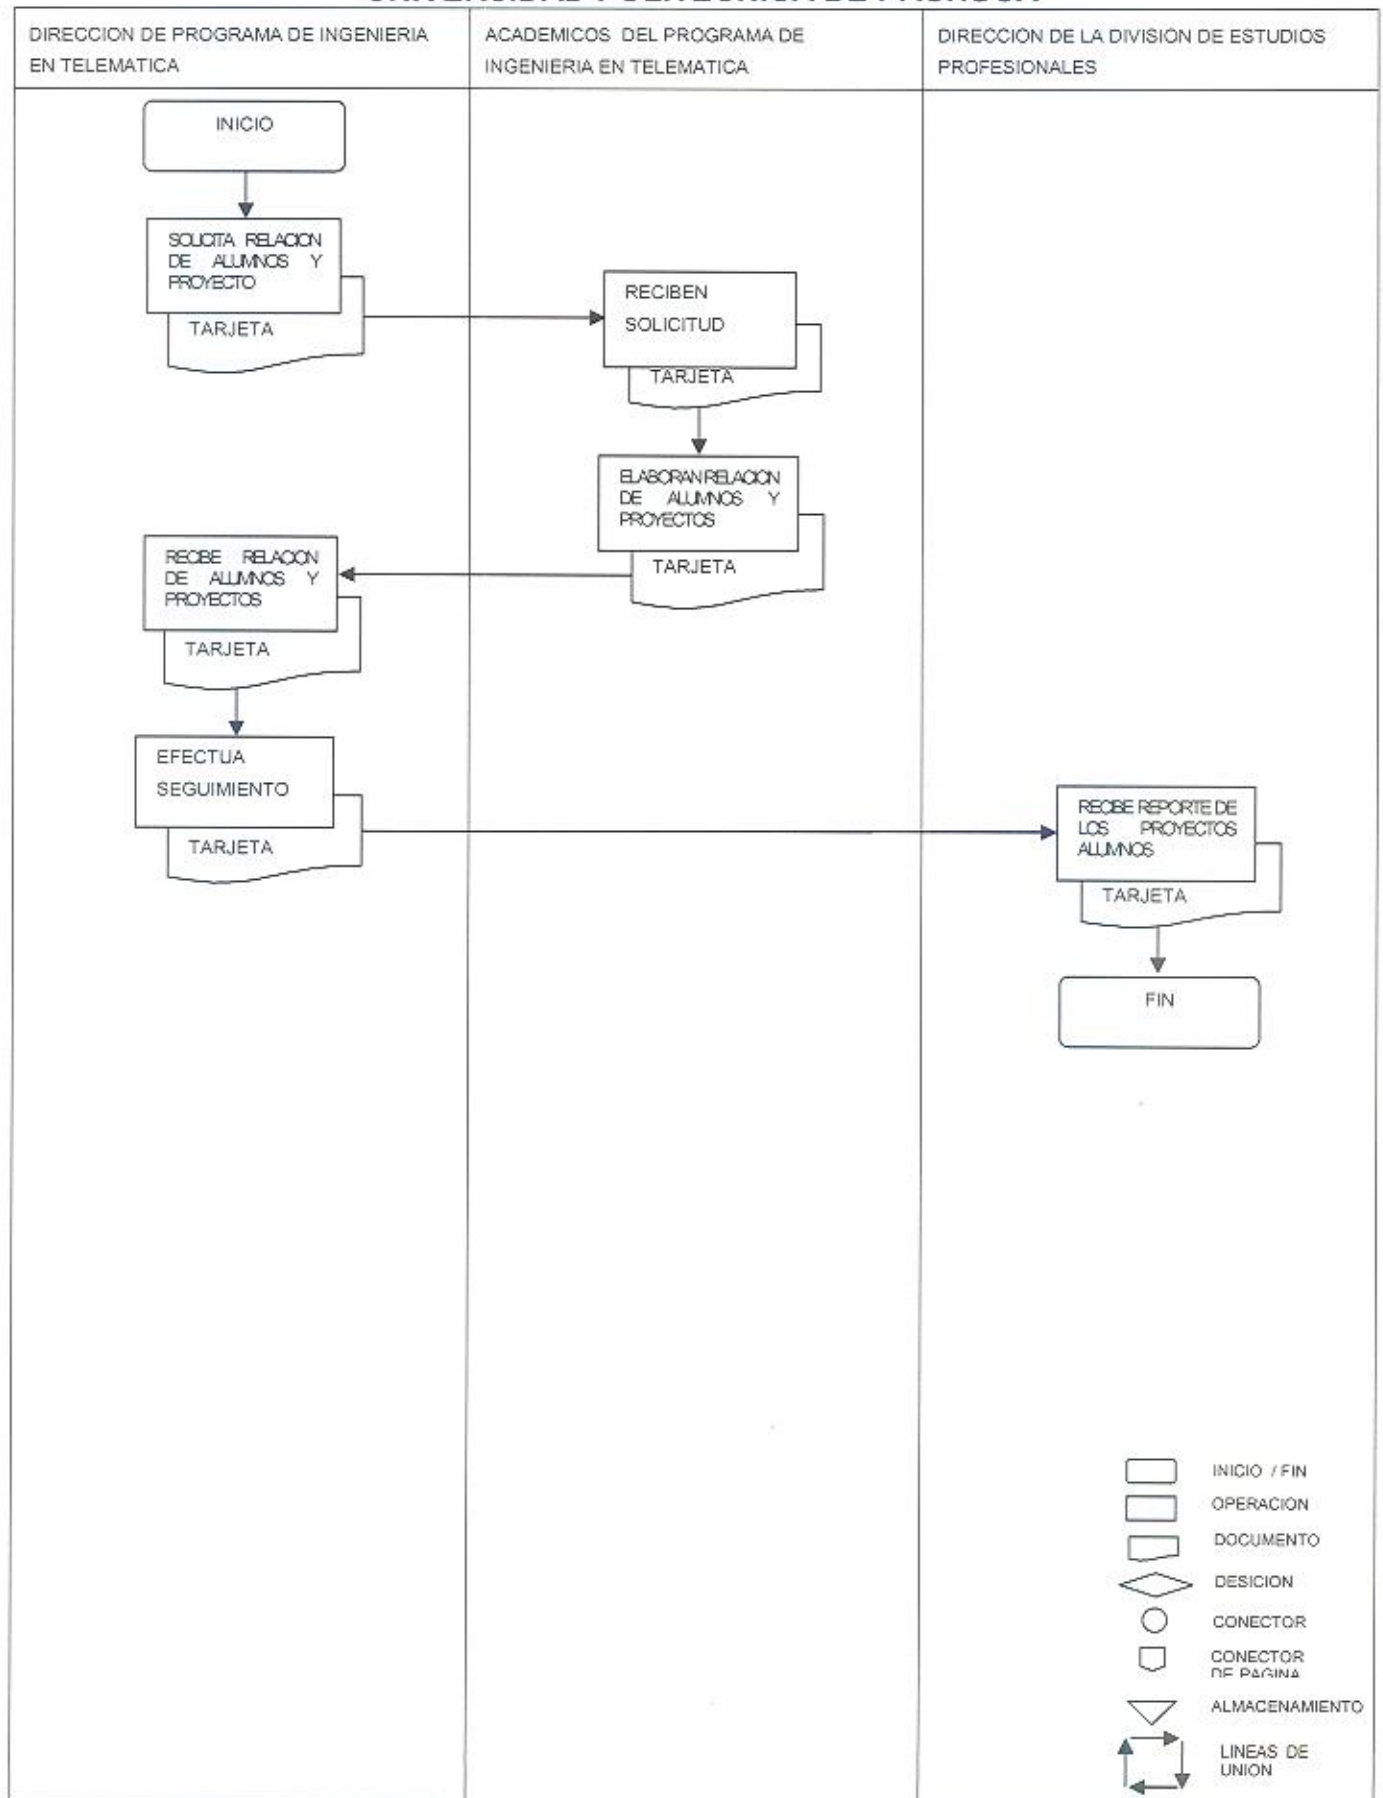 DIRECCION DE PROGRAMA DE INGENIERIA
EN TELEMATICA
ACADEMICOS DEL PROGRAMA DE
INGENIERIA EN TELEMATICA
DIRECCION DE LA DIVISION DE ESTUDIOS
PROFESIONALES
INICIO
SOLICITA RELACION
DE ALUMNOS Y
PROYECTO
TARJETA
RECIBEN
SOLICITUD
TARJETA
ELABORAN RELACION
DE ALUMNOS Y
PROYECTOS
TARJETA
RECIBE RELACION
DE ALUMNOS Y
PROYECTOS
TARJETA
EFECTUA
SEGUIMIENTO
TARJETA
RECIBE REPORTE DE
LOS PROYECTOS
ALUMNOS
TARJETA
FIN
INICIO / FIN
OPERACION
DOCUMENTO
DESICION
CONECTOR
CONECTOR
DE PAGINA
ALMACENAMIENTO
LINEAS DE
UNION